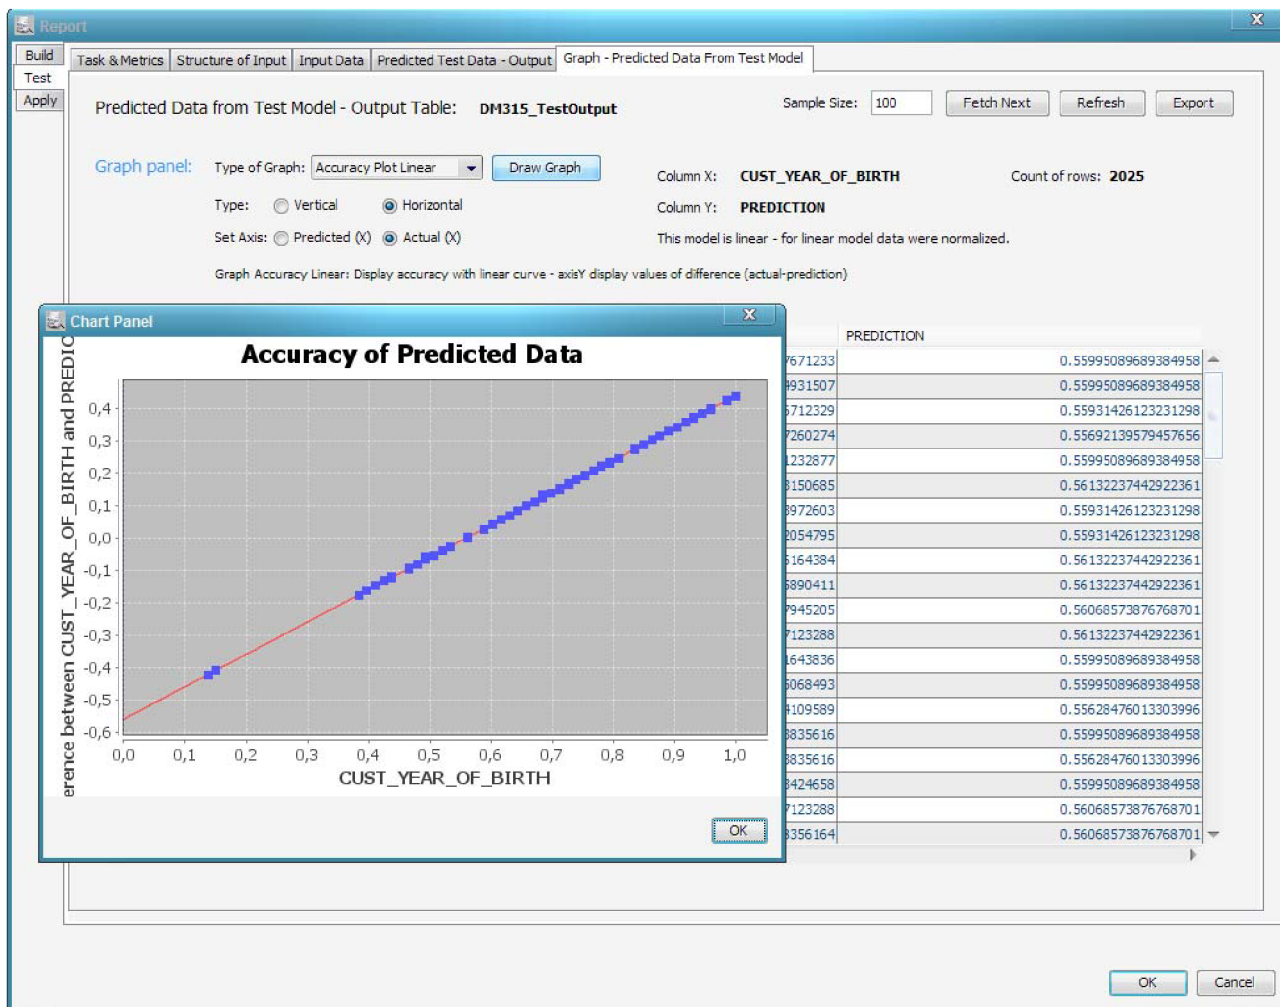 Report
X
Build
Test
Apply
Task & Metrics Structure of Input Input Data Predicted Test Data - Output Graph - Predicted Data From Test Model
Predicted Data from Test Model - Output Table: DM315_TestOutput Sample Size: 100 Fetch Next Refresh Export
Graph panel: Type of Graph: Accuracy Plot Linear Draw Graph Column X: CUST_YEAR_OF_BIRTH Count of rows: 2025
Type: Vertical Horizontal Column Y: PREDICTION
Set Axis: Predicted (X) Actual (X) This model is linear - for linear model data were normalized.
Graph Accuracy Linear: Display accuracy with linear curve - axisY display values of difference (actual-prediction)
Chart Panel
X
Accuracy of Predicted Data
erence between CUST_YEAR_OF_BIRTH and PREDIC
0,4
0,3
0,2
0,1
0,0
-0,1
-0,2
-0,3
-0,4
-0,5
-0,6
0,0 0,1 0,2 0,3 0,4 0,5 0,6 0,7 0,8 0,9 1,0
CUST_YEAR_OF_BIRTH
OK
PREDICTION
7671233 0.55995089689384958
4931507 0.55995089689384958
5712329 0.55931426123231298
7260274 0.55692139579457656
1232877 0.55995089689384958
3150685 0.56132237442922361
3972603 0.55931426123231298
2054795 0.55931426123231298
5164384 0.56132237442922361
5890411 0.56132237442922361
7945205 0.56068573876768701
7123288 0.56132237442922361
1643836 0.55995089689384958
5068493 0.55995089689384958
4109589 0.55628476013303996
3835616 0.55995089689384958
3835616 0.55628476013303996
3424658 0.55995089689384958
7123288 0.56068573876768701
3356164 0.56068573876768701
OK Cancel